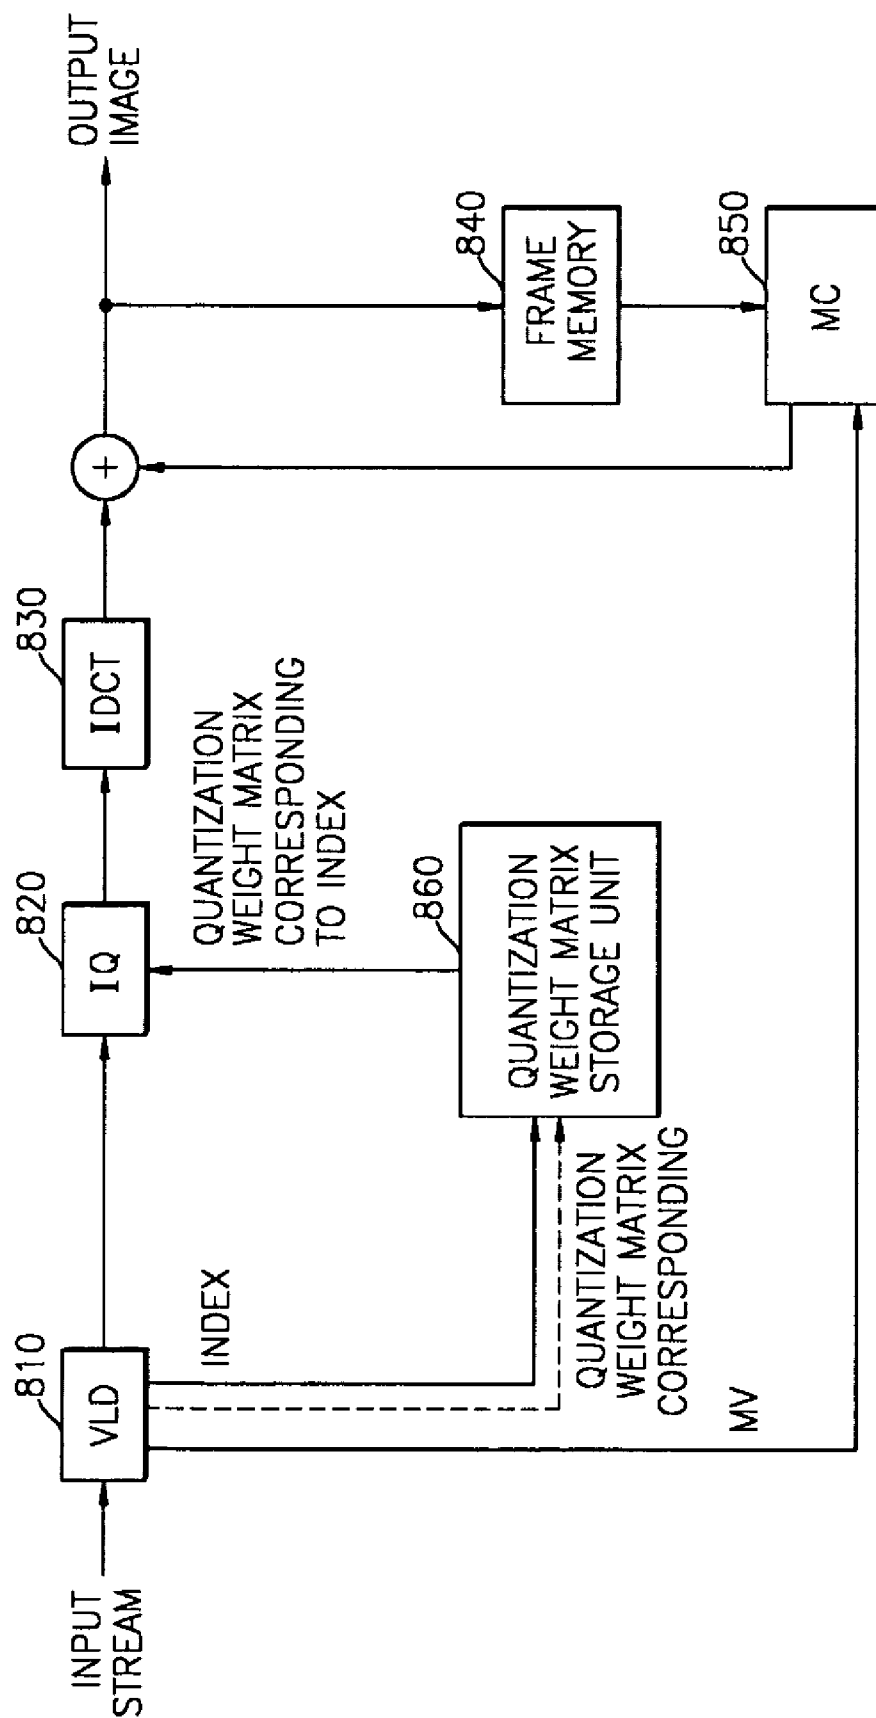 INPUT
STREAM
810
VLD
INDEX
MV
QUANTIZATION
WEIGHT MATRIX
CORRESPONDING
820
IQ
QUANTIZATION
WEIGHT MATRIX
CORRESPONDING
TO INDEX
860
QUANTIZATION
WEIGHT MATRIX
STORAGE UNIT
830
IDCT
+
840
FRAME
MEMORY
850
MC
OUTPUT
IMAGE